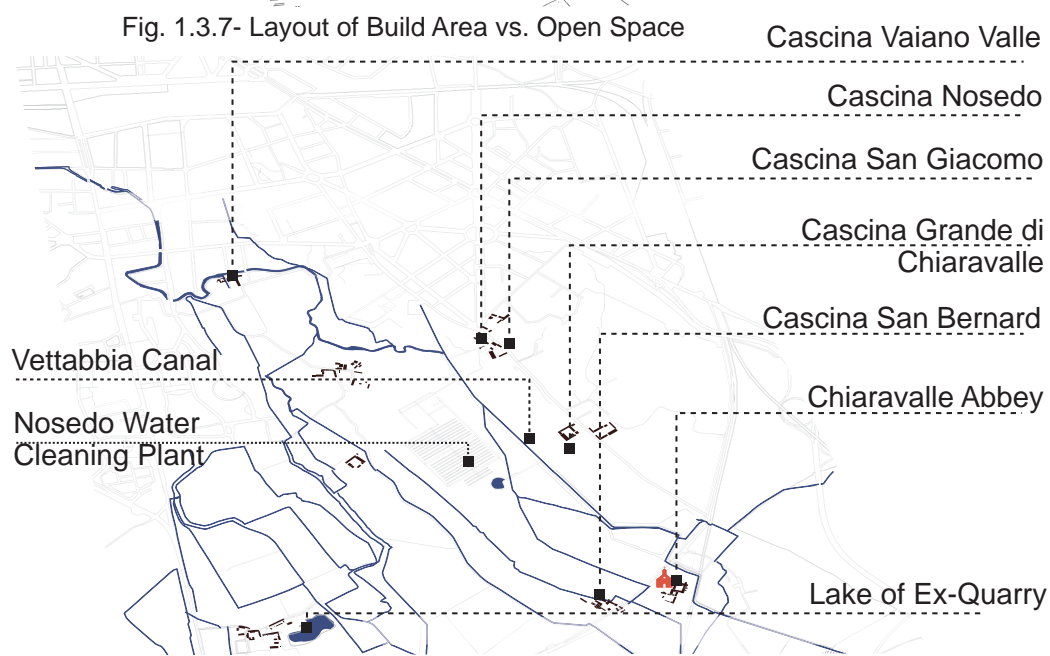 Fig. 1.3.7- Layout of Build Area vs. Open Space
Cascina Vaiano Valle
Cascina Nosedo
Cascina San Giacomo
Cascina Grande di
Chiaravalle
Cascina San Bernard
Vettabbia Canal
Chiaravalle Abbey
Nosedo Water
Cleaning Plant
Lake of Ex-Quarry